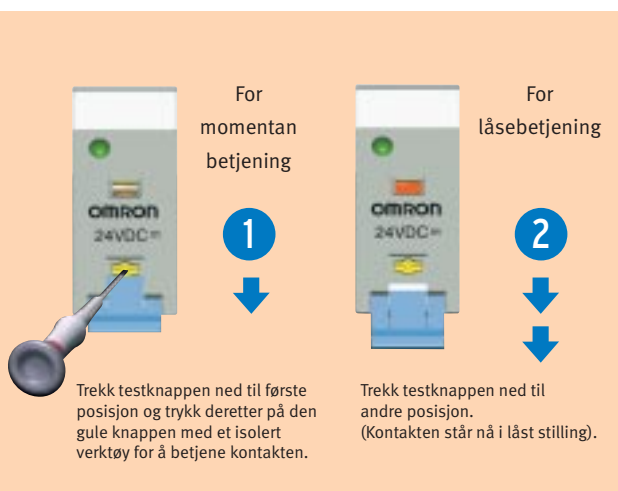 For
momentan
betjening
OMRON
24VDC⎓
1
Trekk testknappen ned til første
posisjon og trykk deretter på den
gule knappen med et isolert
verktøy for å betjene kontakten.
For
låsebetjening
OMRON
24VDC⎓
2
Trekk testknappen ned til
andre posisjon.
(Kontakten står nå i låst stilling).